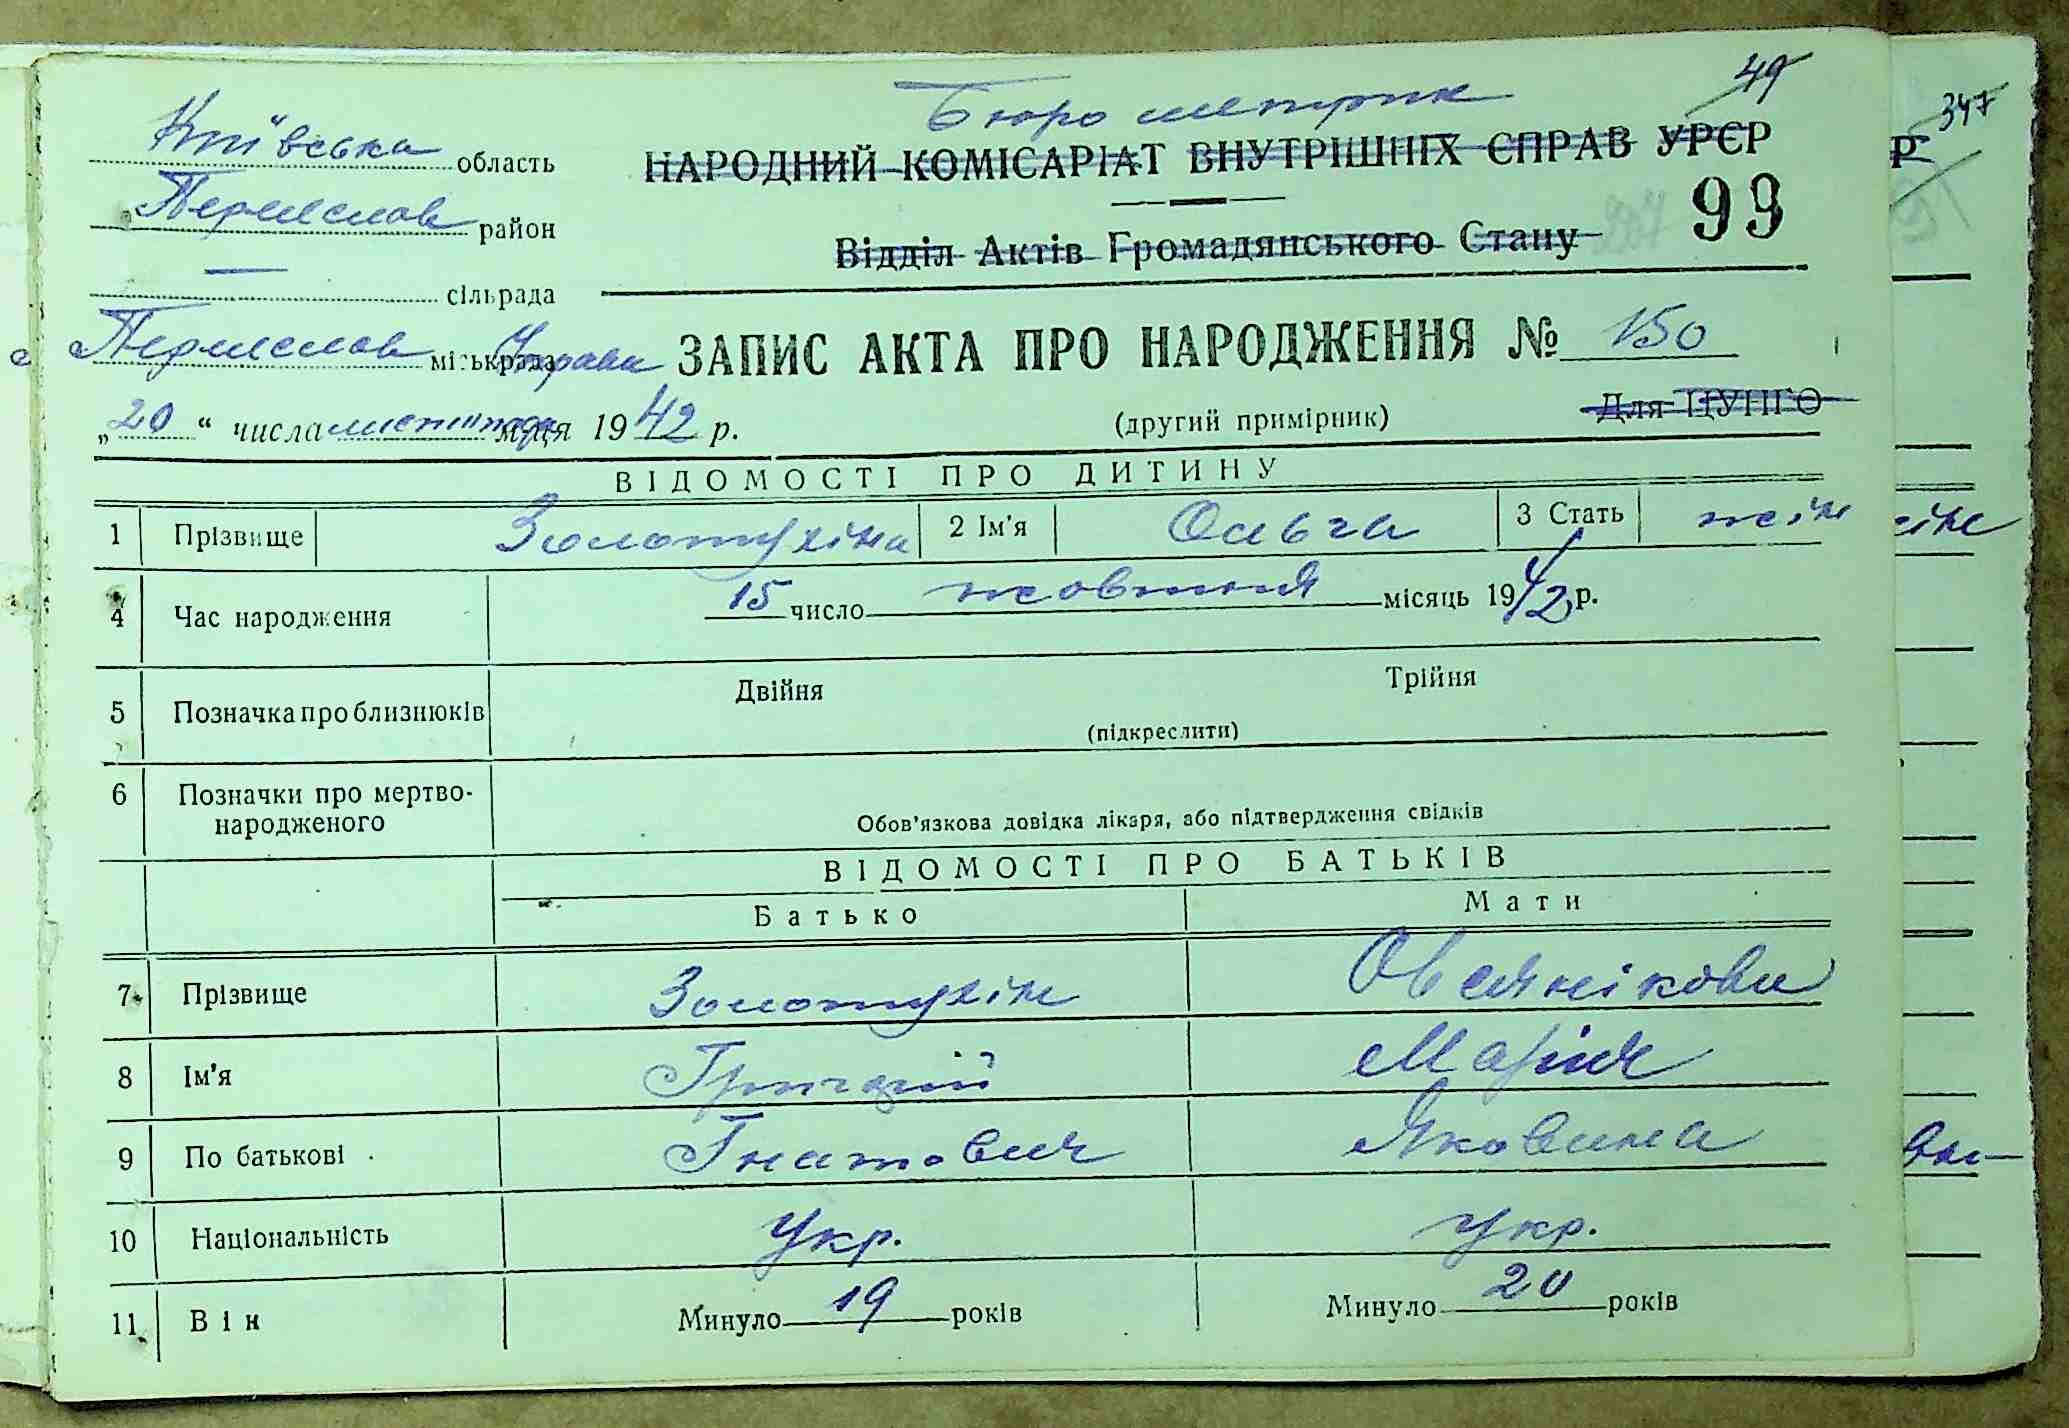 Бюро метрик
49
347
Київська область
НАРОДНИЙ КОМІСАРІАТ ВНУТРІШНІХ СПРАВ УРСР
Р
Переяслав район
99
Відділ Актів Громадянського Стану
— сільрада
Переяслав міськрада Управа
ЗАПИС АКТА ПРО НАРОДЖЕННЯ № 150
„20“ числа листопада м-ця 1942 р.
(другий примірник)
Для ЦУНГО
ВІДОМОСТІ ПРО ДИТИНУ
1 Прізвище Золотухіна 2 Ім'я Ольга 3 Стать жін
4 Час народження 15 число жовтня місяць 1942 р.
5 Позначка про близнюків Двійня Трійня
(підкреслити)
6 Позначки про мертво-
народженого
Обов'язкова довідка лікаря, або підтвердження свідків
ВІДОМОСТІ ПРО БАТЬКІВ
Батько Мати
7 Прізвище Золотухін Овсянікова
8 Ім'я Григорій Марія
9 По батькові Гнатович Яковина
10 Національність Укр. Укр.
11 Вік Минуло 19 років Минуло 20 років